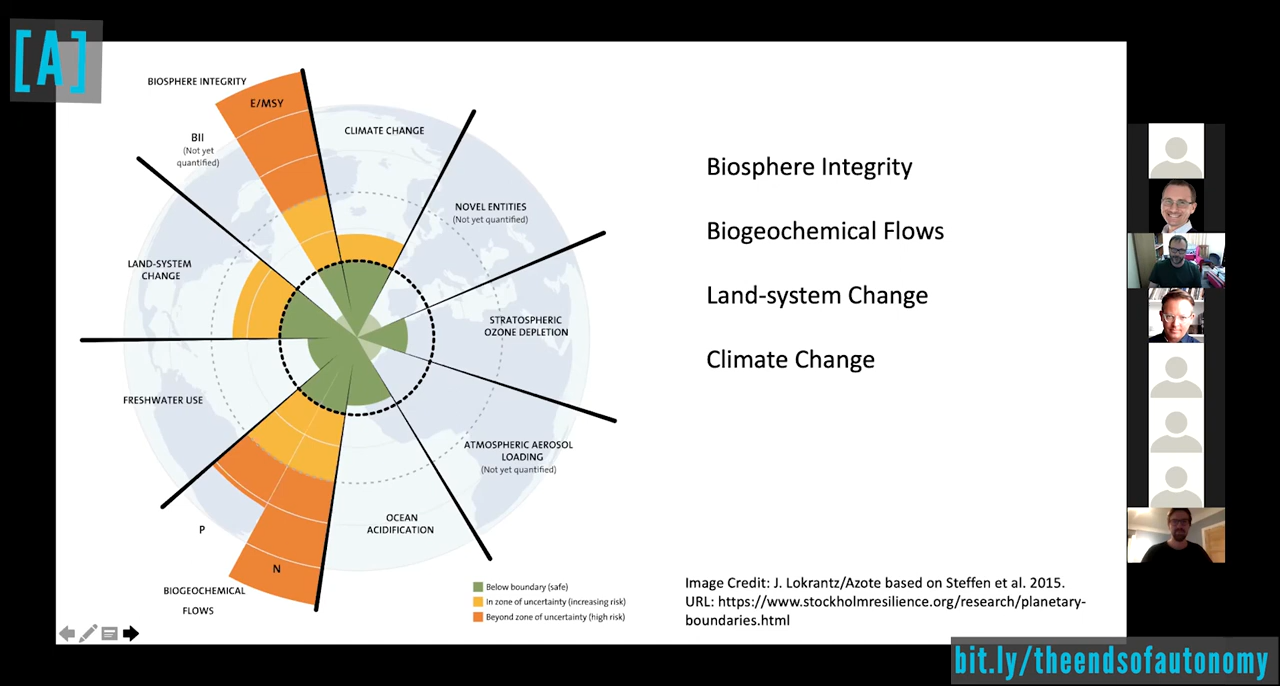 [A]
BIOSPHERE INTEGRITY
E/MSY
CLIMATE CHANGE
BII
(Not yet
quantified)
NOVEL ENTITIES
(Not yet quantified)
LAND-SYSTEM
CHANGE
STRATOSPHERIC
OZONE DEPLETION
FRESHWATER USE
ATMOSPHERIC AEROSOL
LOADING
(Not yet quantified)
OCEAN
ACIDIFICATION
P
N
BIOGEOCHEMICAL
FLOWS
Below boundary (safe)
In zone of uncertainty (increasing risk)
Beyond zone of uncertainty (high risk)
Biosphere Integrity
Biogeochemical Flows
Land-system Change
Climate Change
Image Credit: J. Lokrantz/Azote based on Steffen et al. 2015.
URL: https://www.stockholmresilience.org/research/planetary-
boundaries.html
bit.ly/theendsofautonomy